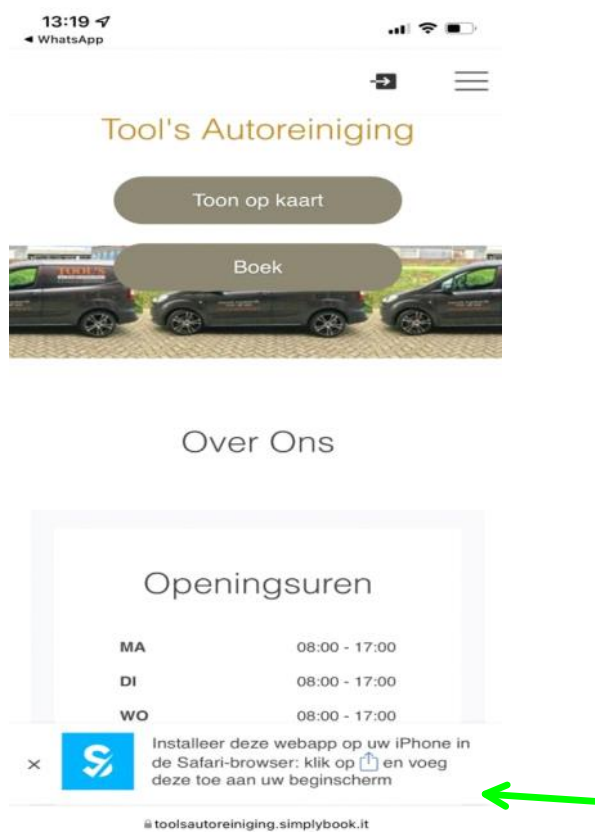 13:19
◀ WhatsApp
Tool's Autoreiniging
Toon op kaart
TOOL'S
Boek
Over Ons
Openingsuren
MA 08:00 - 17:00
DI 08:00 - 17:00
WO 08:00 - 17:00
Installeer deze webapp op uw iPhone in
de Safari-browser: klik op en voeg
deze toe aan uw beginscherm
toolsautoreiniging.simplybook.it